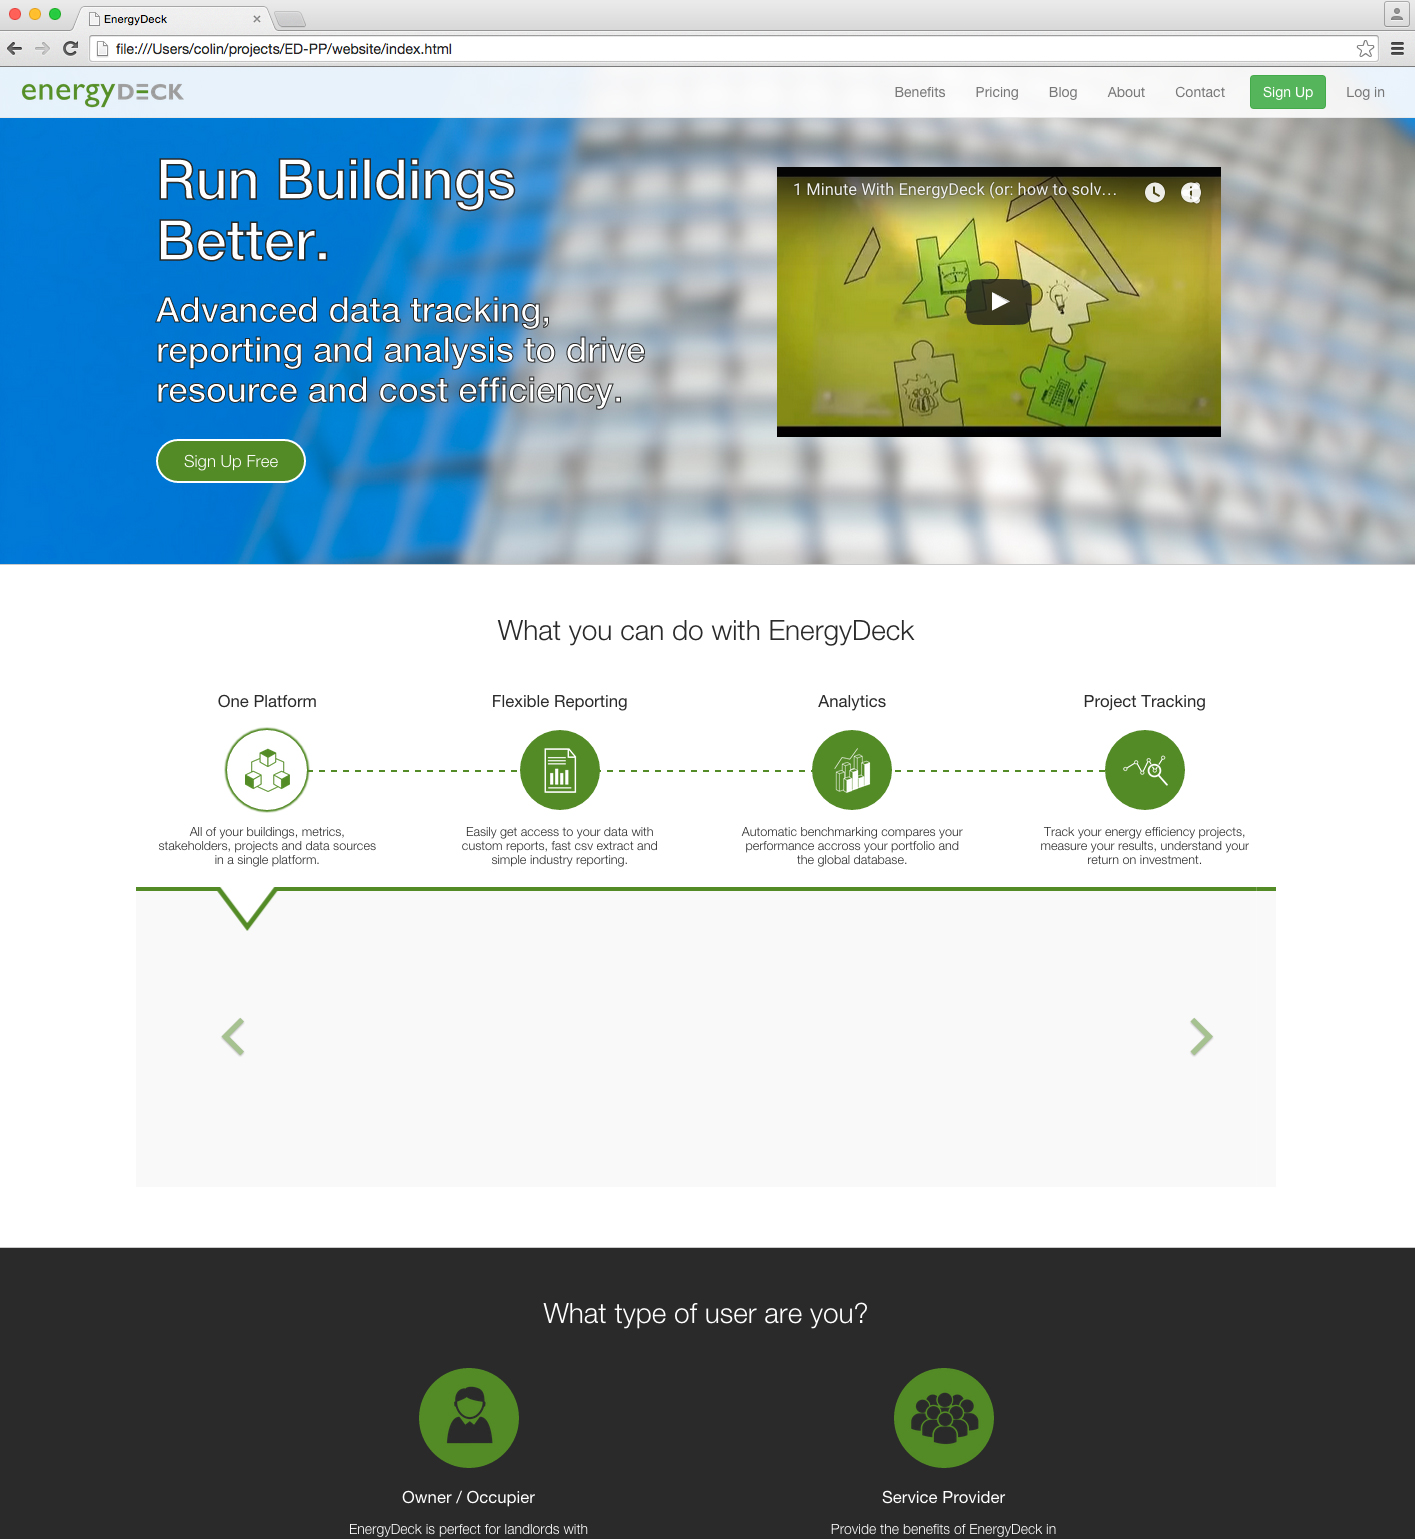 EnergyDeck
file:///Users/colin/projects/ED-PP/website/index.html
energyDECK
Benefits
Pricing
Blog
About
Contact
Sign Up
Log in
Run Buildings
Better.
Advanced data tracking,
reporting and analysis to drive
resource and cost efficiency.
Sign Up Free
1 Minute With EnergyDeck (or: how to solv...
What you can do with EnergyDeck
One Platform
All of your buildings, metrics,
stakeholders, projects and data sources
in a single platform.
Flexible Reporting
Easily get access to your data with
custom reports, fast csv extract and
simple industry reporting.
Analytics
Automatic benchmarking compares your
performance accross your portfolio and
the global database.
Project Tracking
Track your energy efficiency projects,
measure your results, understand your
return on investment.
What type of user are you?
Owner / Occupier
EnergyDeck is perfect for landlords with
Service Provider
Provide the benefits of EnergyDeck in